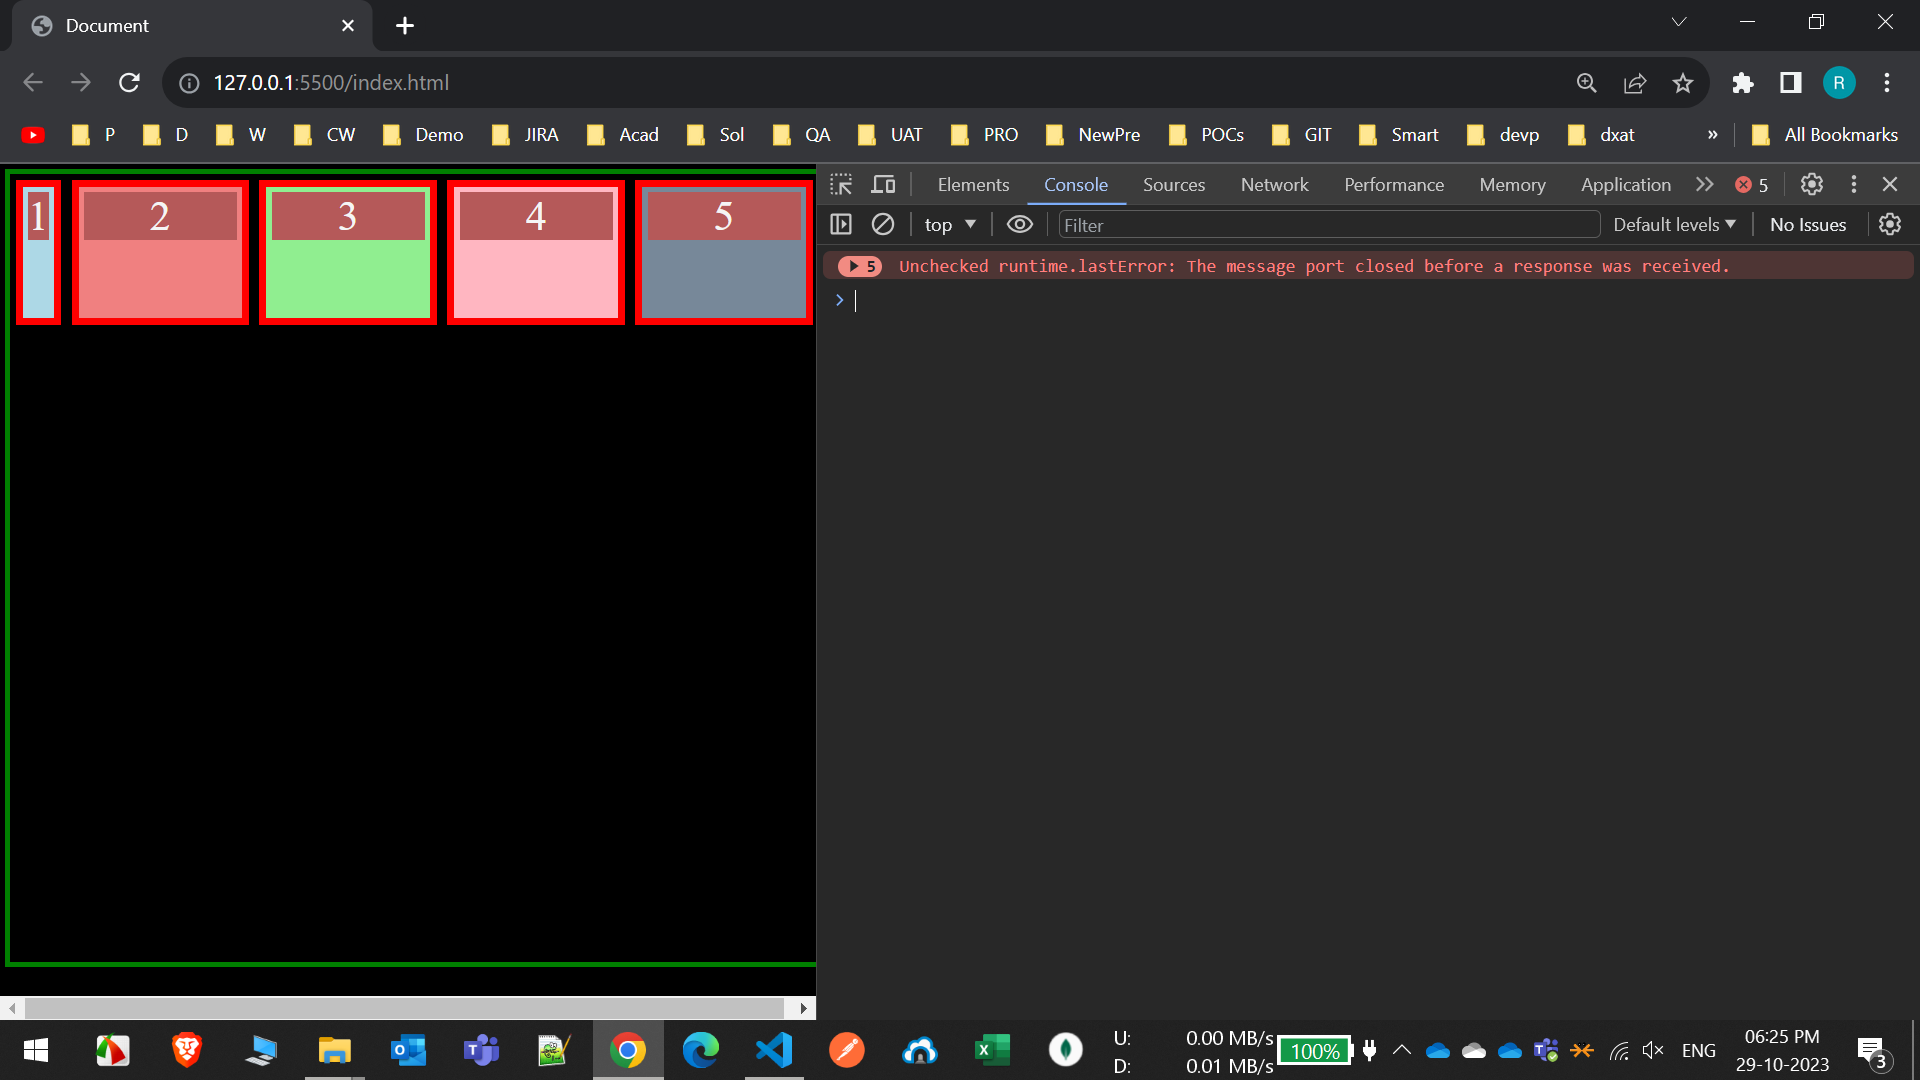 Document
127.0.0.1:5500/index.html
R
P D W CW Demo JIRA Acad Sol QA UAT PRO NewPre POCs GIT Smart devp dxat » All Bookmarks
1 2 3 4 5
Elements Console Sources Network Performance Memory Application 5
top Filter Default levels No Issues
5 Unchecked runtime.lastError: The message port closed before a response was received.
U: 0.00 MB/s
D: 0.01 MB/s
100%
ENG
06:25 PM
29-10-2023
3